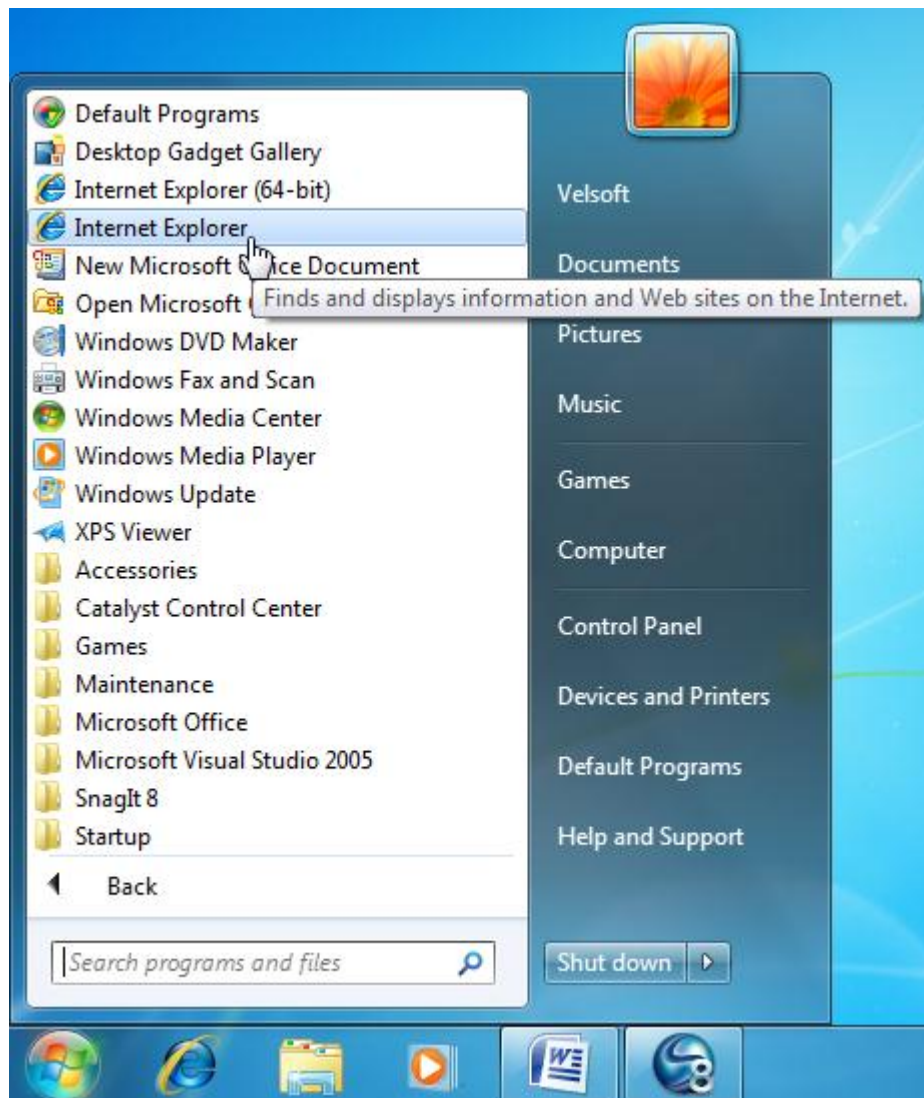 Default Programs
Desktop Gadget Gallery
Internet Explorer (64-bit)
Internet Explorer
New Microsoft Document
Open Microsoft
Finds and displays information and Web sites on the Internet.
Windows DVD Maker
Windows Fax and Scan
Windows Media Center
Windows Media Player
Windows Update
XPS Viewer
Accessories
Catalyst Control Center
Games
Maintenance
Microsoft Office
Microsoft Visual Studio 2005
SnagIt 8
Startup
Back
Search programs and files
Velsoft
Documents
Pictures
Music
Games
Computer
Control Panel
Devices and Printers
Default Programs
Help and Support
Shut down
W
8